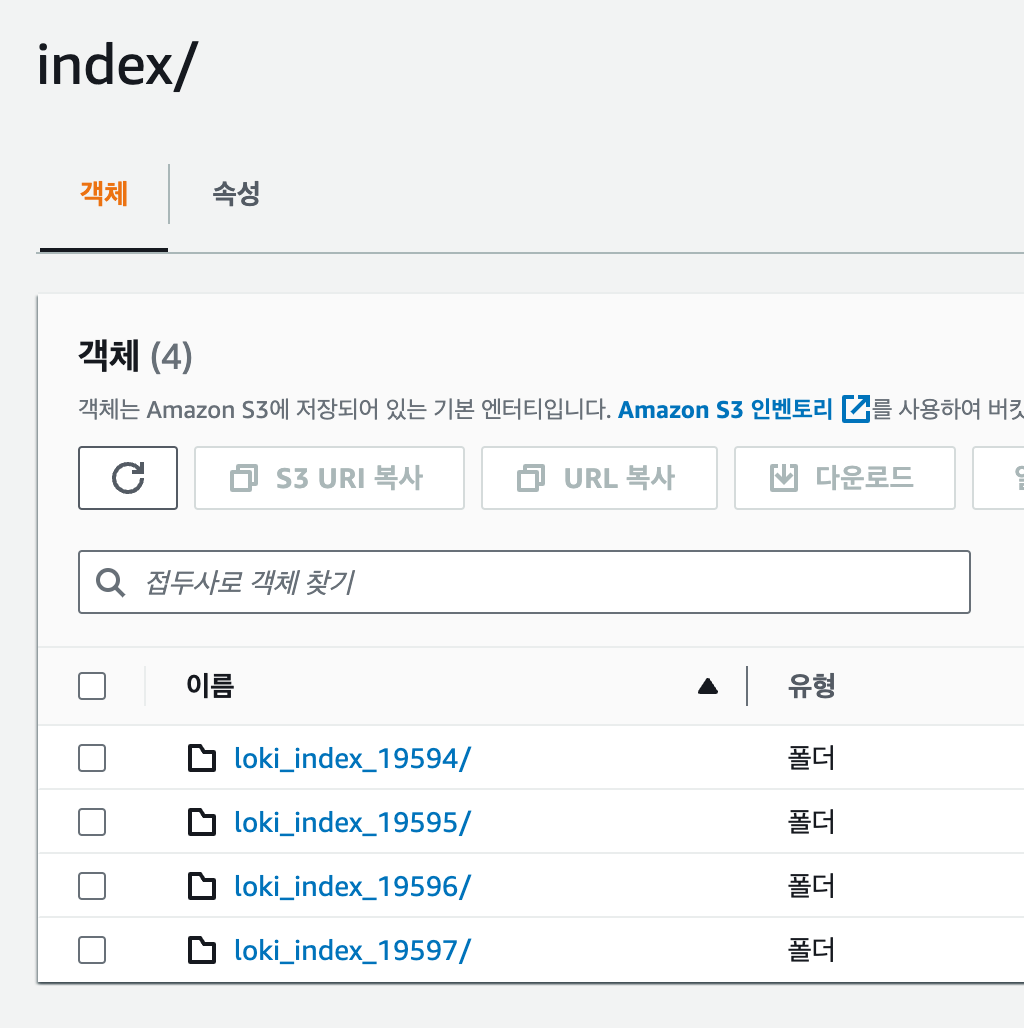 index/
객체 속성
객체 (4)
객체는 Amazon S3에 저장되어 있는 기본 엔터티입니다. Amazon S3 인벤토리 를 사용하여
S3 URI 복사 URL 복사 다운로드
접두사로 객체 찾기
이름 유형
loki_index_19594/ 폴더
loki_index_19595/ 폴더
loki_index_19596/ 폴더
loki_index_19597/ 폴더